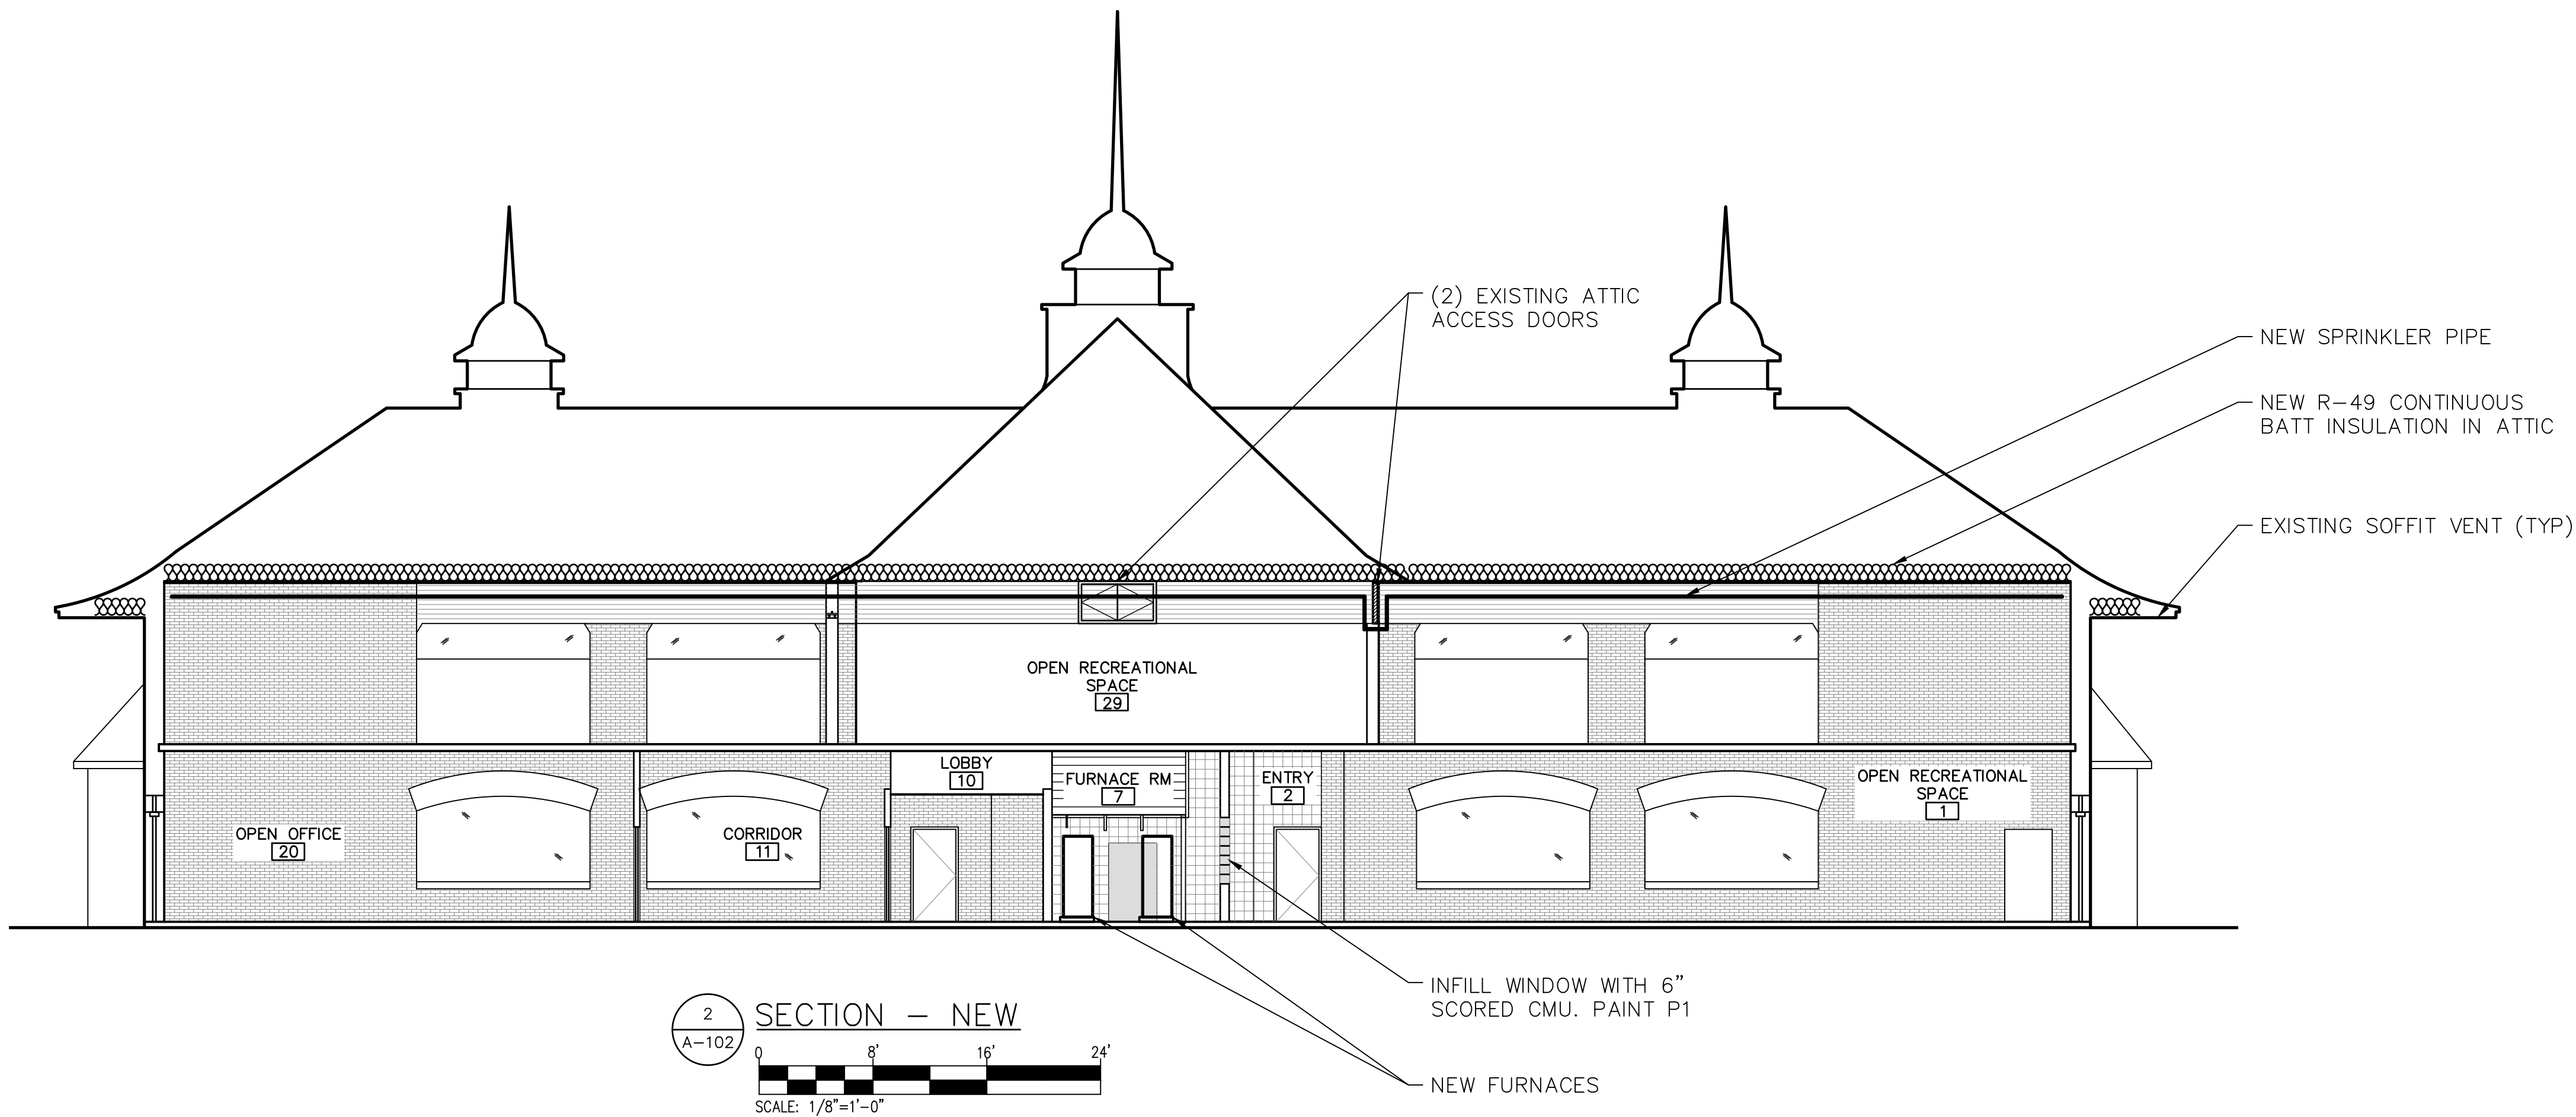 (2) EXISTING ATTIC
ACCESS DOORS
NEW SPRINKLER PIPE
NEW R-49 CONTINUOUS
BATT INSULATION IN ATTIC
EXISTING SOFFIT VENT (TYP)
OPEN RECREATIONAL
SPACE
29
LOBBY
10
FURNACE RM
7
ENTRY
2
OPEN RECREATIONAL
SPACE
1
OPEN OFFICE
20
CORRIDOR
11
INFILL WINDOW WITH 6"
SCORED CMU. PAINT P1
NEW FURNACES
2
A-102
SECTION - NEW
0 8' 16' 24'
SCALE: 1/8"=1'-0"